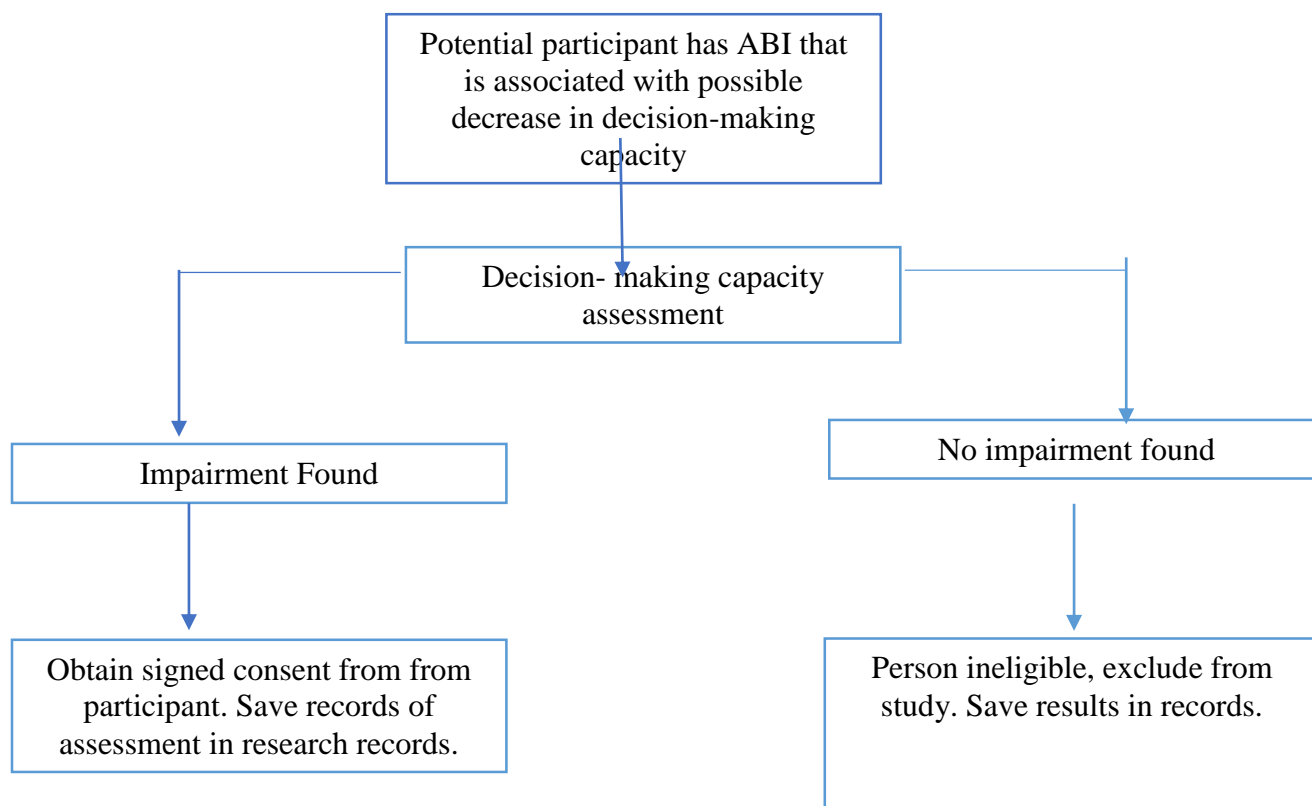 Potential participant has ABI that
is associated with possible
decrease in decision-making
capacity
Decision- making capacity
assessment
Impairment Found
No impairment found
Obtain signed consent from from
participant. Save records of
assessment in research records.
Person ineligible, exclude from
study. Save results in records.